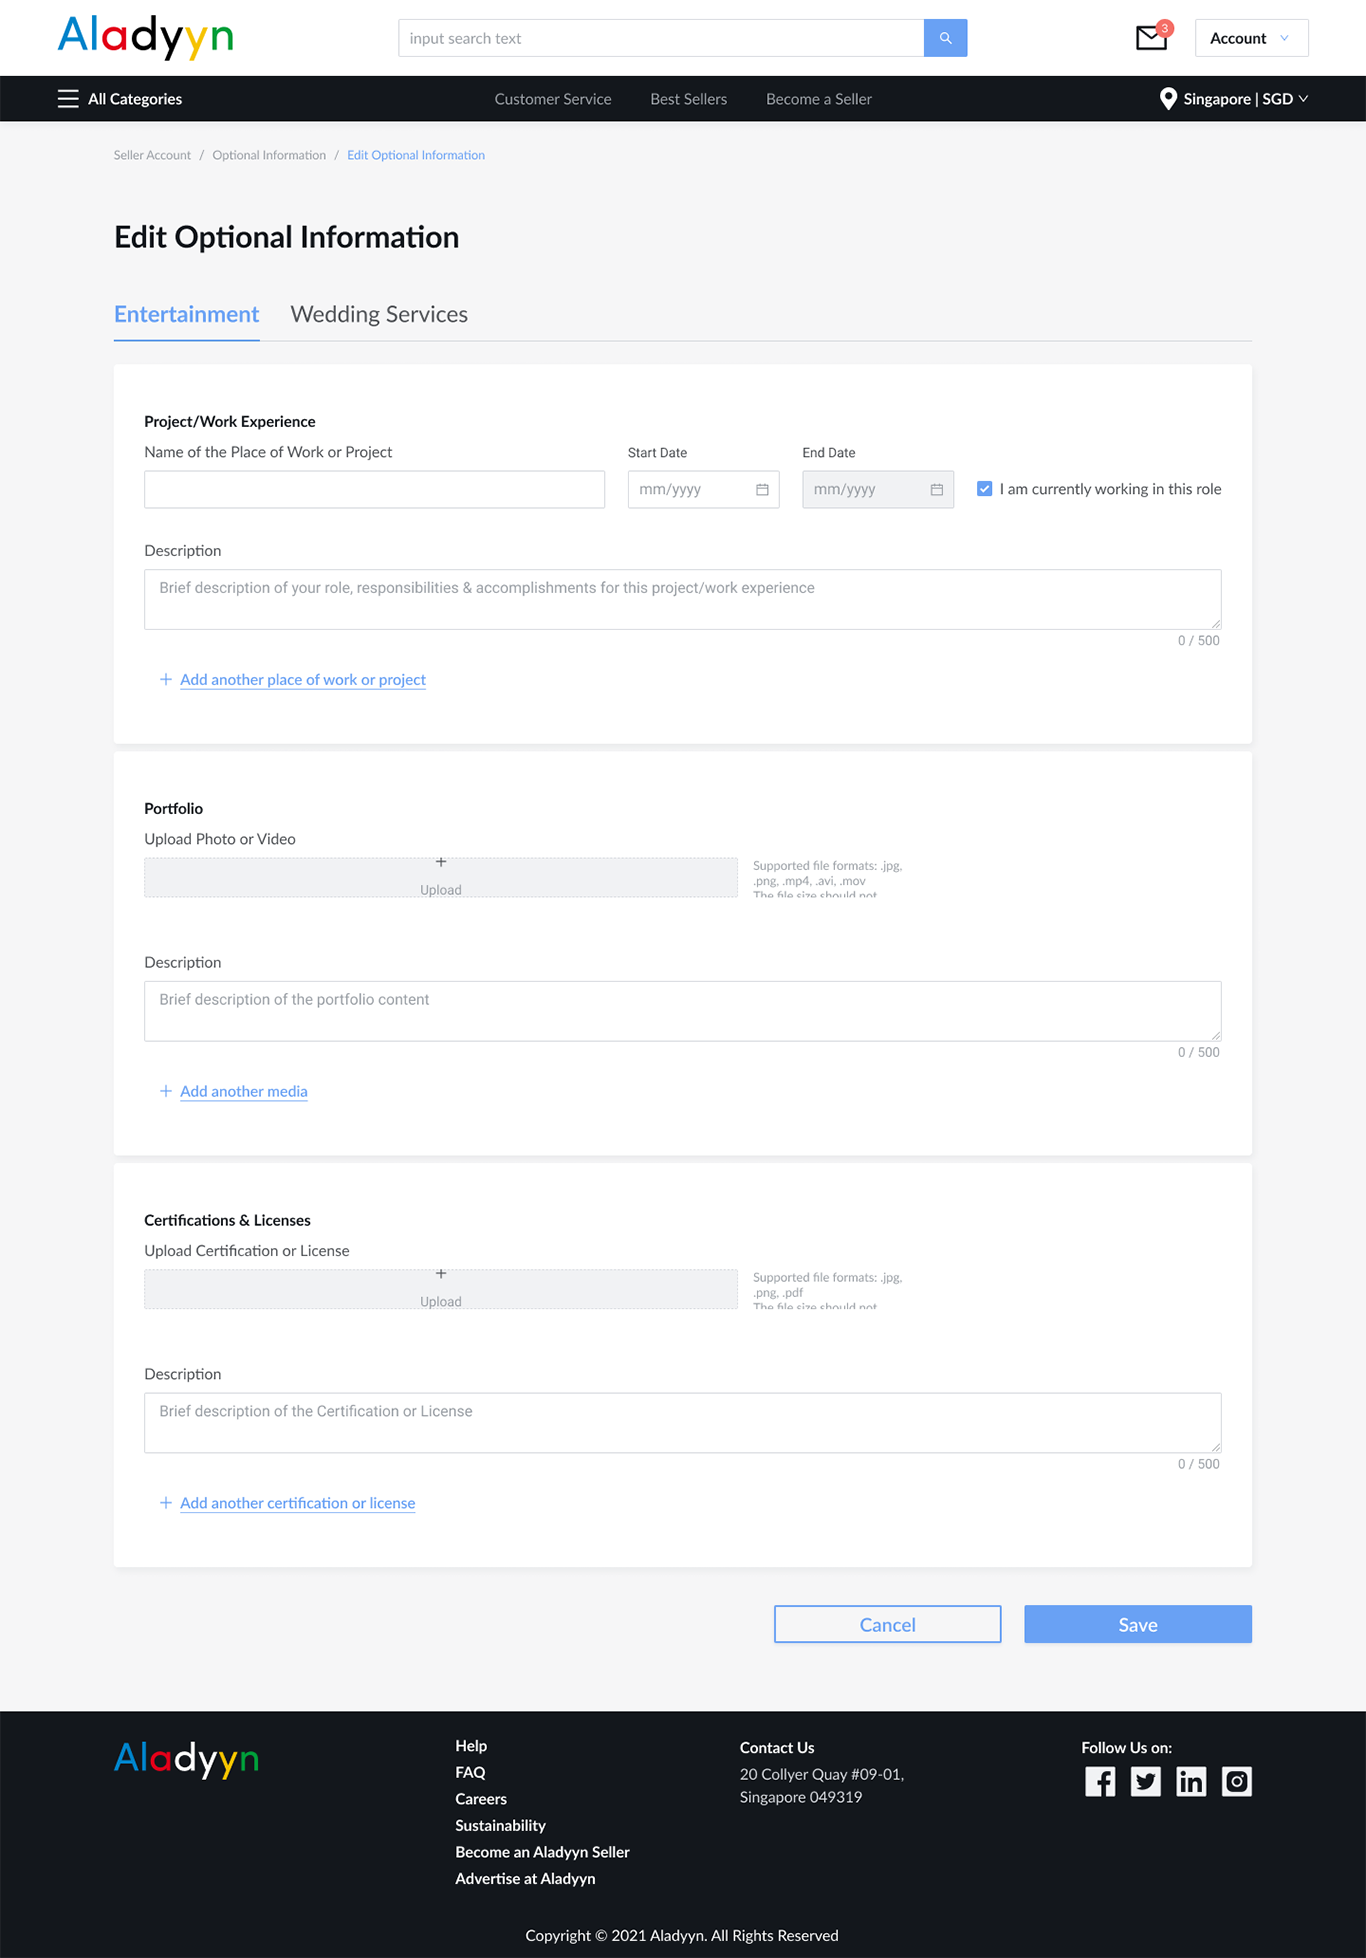 Aladyyn
input search text
3
Account
All Categories
Customer Service
Best Sellers
Become a Seller
Singapore | SGD
Seller Account / Optional Information / Edit Optional Information
Edit Optional Information
Entertainment
Wedding Services
Project/Work Experience
Name of the Place of Work or Project
Start Date
End Date
mm/yyyy
mm/yyyy
I am currently working in this role
Description
Brief description of your role, responsibilities & accomplishments for this project/work experience
0 / 500
+ Add another place of work or project
Portfolio
Upload Photo or Video
+
Upload
Supported file formats: .jpg,
.png, .mp4, .avi, .mov
The file size should not
Description
Brief description of the portfolio content
0 / 500
+ Add another media
Certifications & Licenses
Upload Certification or License
+
Upload
Supported file formats: .jpg,
.png, .pdf
The file size should not
Description
Brief description of the Certification or License
0 / 500
+ Add another certification or license
Cancel
Save
Aladyyn
Help
FAQ
Careers
Sustainability
Become an Aladyyn Seller
Advertise at Aladyyn
Contact Us
20 Collyer Quay #09-01,
Singapore 049319
Follow Us on:
Copyright © 2021 Aladyyn. All Rights Reserved